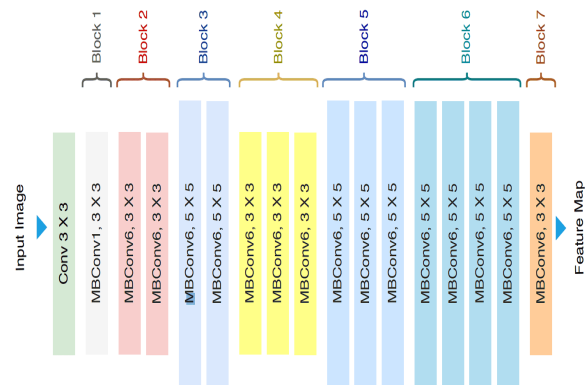 Block 1
Block 2
Block 3
Block 4
Block 5
Block 6
Block 7
Input Image
Conv 3 X 3
MBConv1, 3 X 3
MBConv6, 3 X 3
MBConv6, 3 X 3
MBConv6, 5 X 5
MBConv6, 5 X 5
MBConv6, 3 X 3
MBConv6, 3 X 3
MBConv6, 3 X 3
MBConv6, 5 X 5
MBConv6, 5 X 5
MBConv6, 5 X 5
MBConv6, 5 X 5
MBConv6, 5 X 5
MBConv6, 5 X 5
MBConv6, 5 X 5
MBConv6, 3 X 3
Feature Map